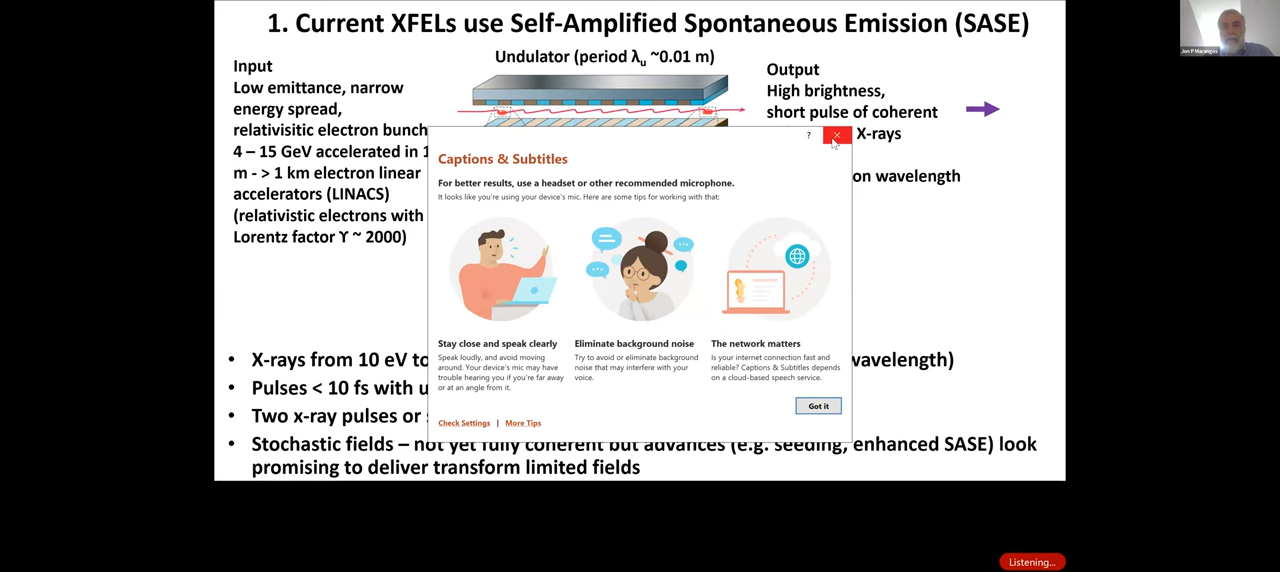 1. Current XFELs use Self-Amplified Spontaneous Emission (SASE)
Jon P Marangos
Undulator (period λu ~0.01 m)
Input
Low emittance, narrow
energy spread,
relativisitic electron bunch
4 – 15 GeV accelerated in 1
m - > 1 km electron linear
accelerators (LINACS)
(relativistic electrons with
Lorentz factor ϒ ~ 2000)
Output
High brightness,
short pulse of coherent
X-rays
on wavelength
?
Captions & Subtitles
For better results, use a headset or other recommended microphone.
It looks like you're using your device's mic. Here are some tips for working with that:
Stay close and speak clearly
Speak loudly, and avoid moving
around. Your device's mic may have
trouble hearing you if you're far away
or at an angle from it.
Eliminate background noise
Try to avoid or eliminate background
noise that may interfere with your
voice.
The network matters
Is your internet connection fast and
reliable? Captions & Subtitles depends
on a cloud-based speech service.
Got it
Check Settings | More Tips
• X-rays from 10 eV to wavelength)
• Pulses < 10 fs with u
• Two x-ray pulses or
• Stochastic fields – not yet fully coherent but advances (e.g. seeding, enhanced SASE) look
promising to deliver transform limited fields
Listening...